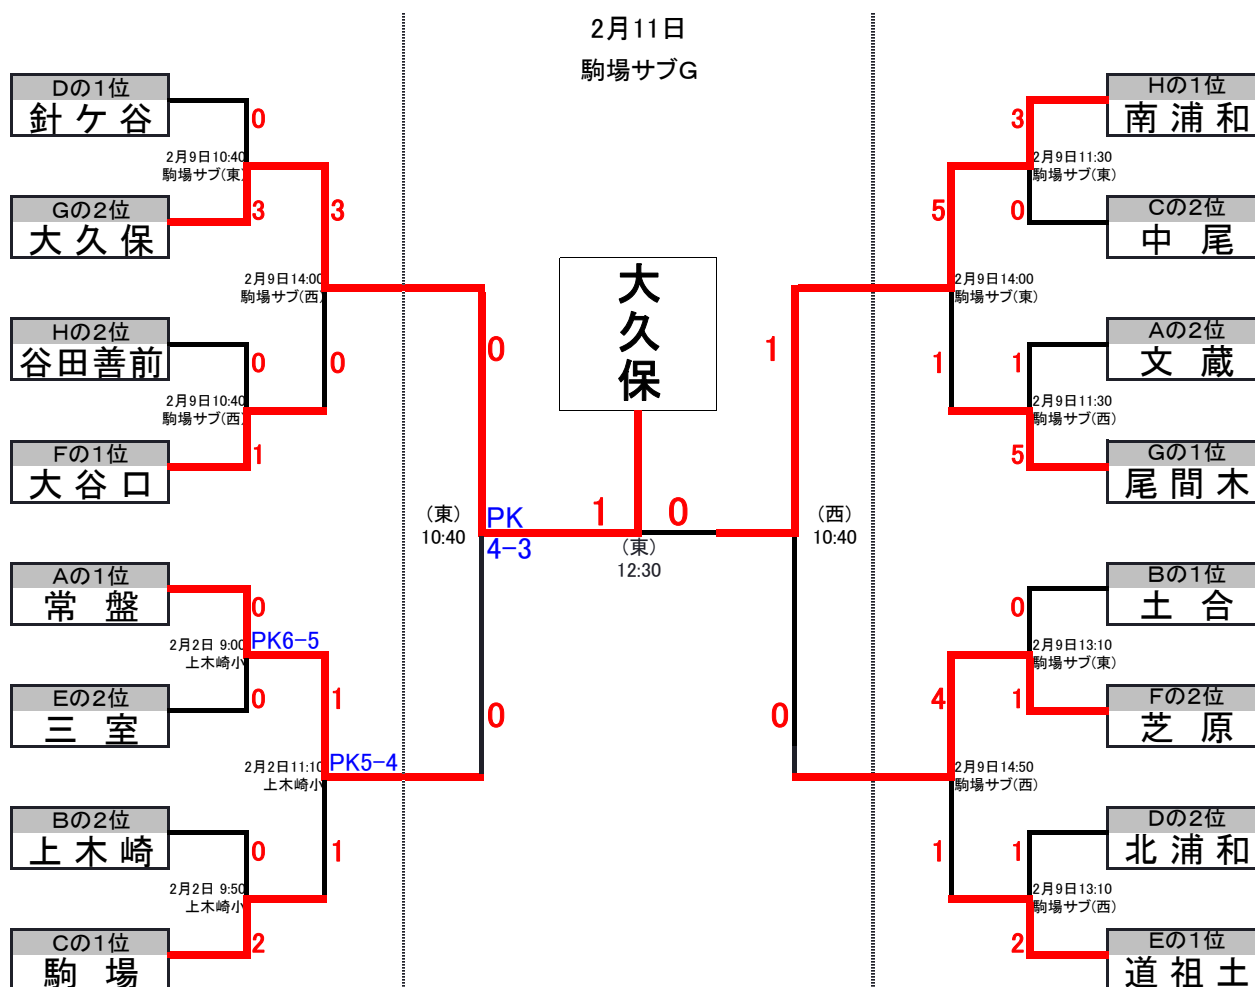 2月11日
駒場サブG
Dの1位
針ケ谷
0
2月9日10:40
駒場サブ(東)
Gの2位
大久保
3
3
2月9日14:00
駒場サブ(西)
Hの2位
谷田善前
0
0
2月9日10:40
駒場サブ(西)
Fの1位
大谷口
1
0
(東)
10:40
PK
4-3
Aの1位
常盤
0
PK6-5
2月2日 9:00
上木崎小
Eの2位
三室
0
1
0
2月2日11:10
上木崎小
PK5-4
Bの2位
上木崎
0
1
2月2日 9:50
上木崎小
Cの1位
駒場
2
大久保
1
0
(東)
12:30
Hの1位
南浦和
3
2月9日11:30
駒場サブ(東)
Cの2位
中尾
0
5
2月9日14:00
駒場サブ(東)
1
Aの2位
文蔵
1
1
2月9日11:30
駒場サブ(西)
Gの1位
尾間木
5
(西)
10:40
Bの1位
土合
0
2月9日13:10
駒場サブ(東)
Fの2位
芝原
1
4
0
2月9日14:50
駒場サブ(西)
Dの2位
北浦和
1
1
2月9日13:10
駒場サブ(西)
Eの1位
道祖土
2